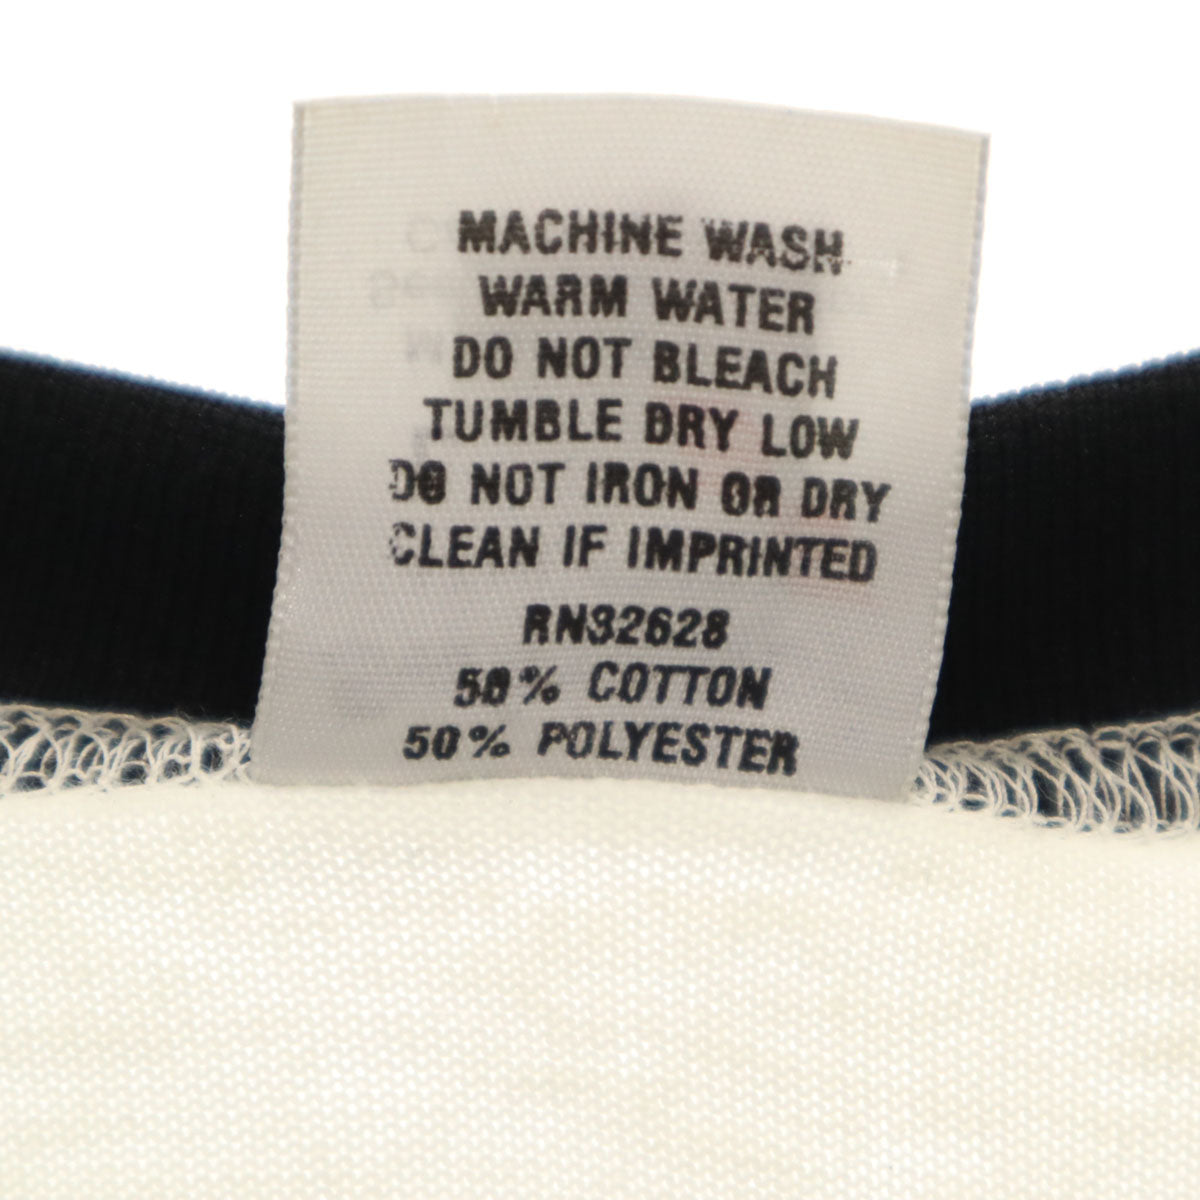 MACHINE WASH
WARM WATER
DO NOT BLEACH
TUMBLE DRY LOW
DO NOT IRON OR DRY
CLEAN IF IMPRINTED
RN32628
50% COTTON
50% POLYESTER